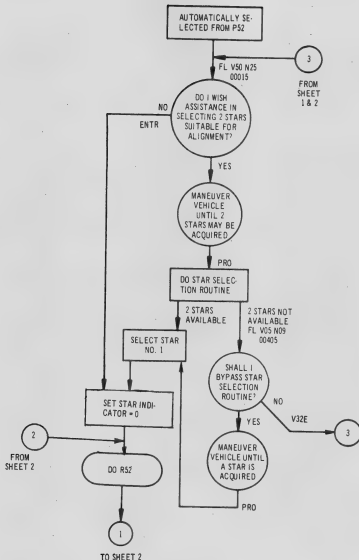 AUTOMATICALLY SE-
LECTED FROM P52
FL V50 N25
00015
3
FROM
SHEET
1 & 2
DO I WISH
ASSISTANCE IN
SELECTING 2 STARS
SUITABLE FOR
ALIGNMENT?
NO
ENTR
YES
MANEUVER
VEHICLE
UNTIL 2
STARS MAY BE
ACQUIRED
PRO
DO STAR SELEC-
TION ROUTINE
2 STARS
AVAILABLE
2 STARS NOT
AVAILABLE
FL V05 N09
00405
SELECT STAR
NO. 1
SHALL I
BYPASS STAR
SELECTION
ROUTINE?
NO
V32E
3
YES
SET STAR INDI-
CATOR = 0
2
FROM
SHEET 2
MANEUVER
VEHICLE UNTIL
A STAR IS
ACQUIRED
PRO
DO R52
1
TO SHEET 2